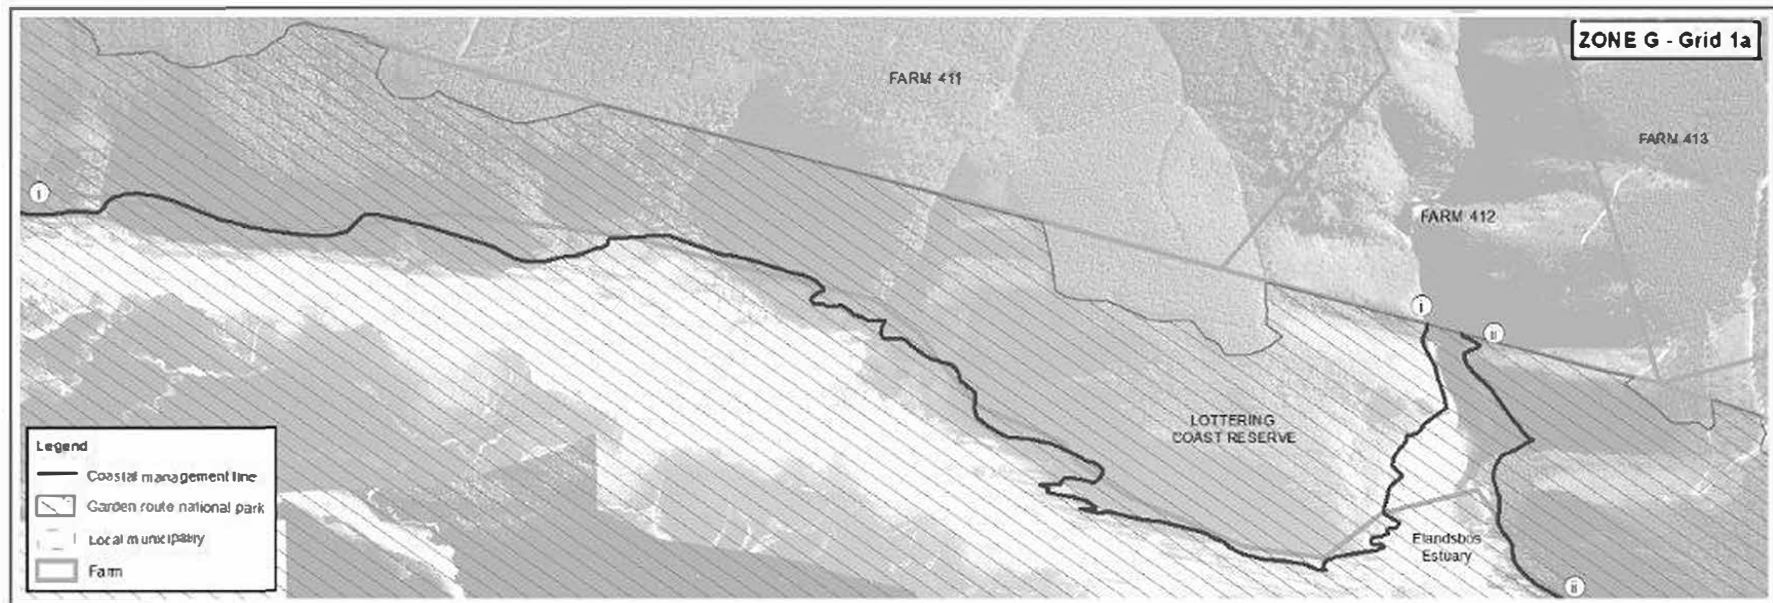 ZONE G - Grid 1a
FARM 411
FARM 413
i
FARM 412
i
ii
LOTTERING
COAST RESERVE
Legend
Coastal management line
Garden route national park
Local municipality
Farm
Elandsbos
Estuary
ii